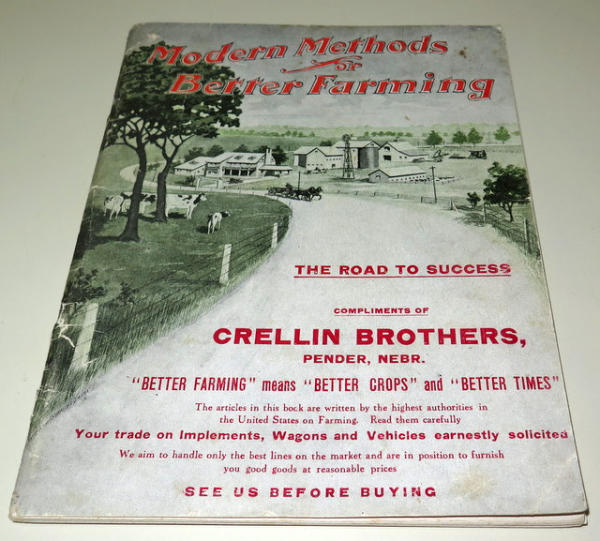 Modern Methods
or
Better Farming
THE ROAD TO SUCCESS
COMPLIMENTS OF
CRELLIN BROTHERS,
PENDER, NEBR.
"BETTER FARMING" means "BETTER CROPS" and "BETTER TIMES"
The articles in this book are written by the highest authorities in
the United States on Farming. Read them carefully
Your trade on Implements, Wagons and Vehicles earnestly solicited
We aim to handle only the best lines on the market and are in position to furnish
you good goods at reasonable prices
SEE US BEFORE BUYING